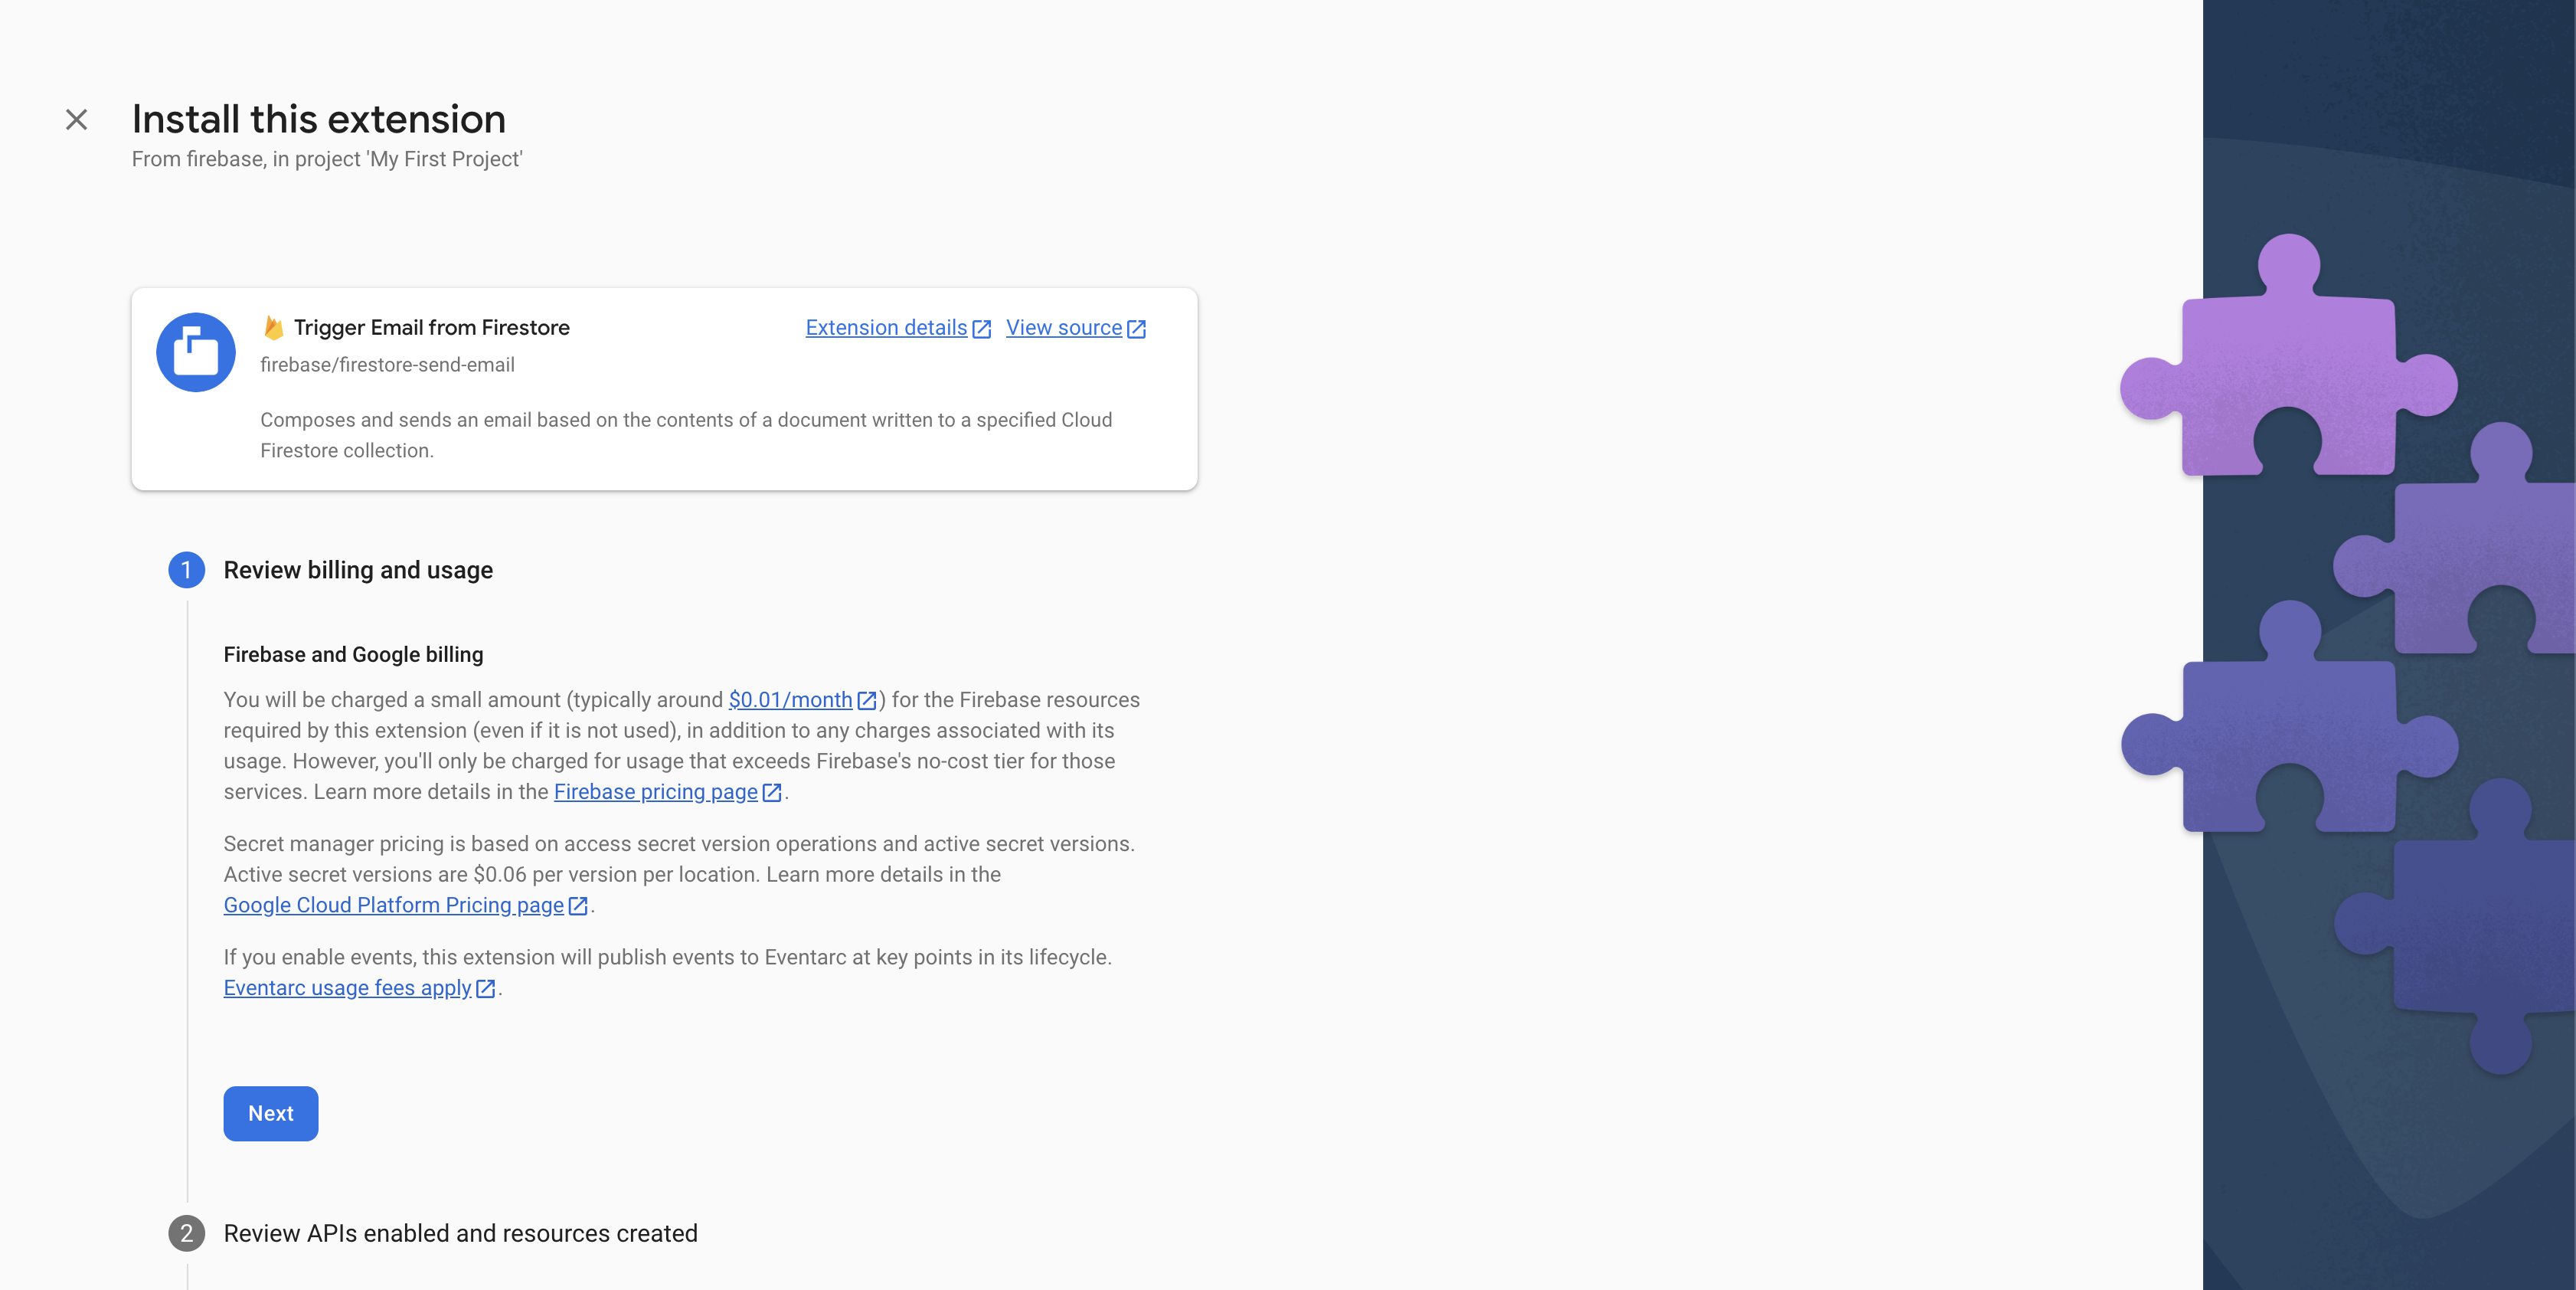 Install this extension
From firebase, in project 'My First Project'
Trigger Email from Firestore
Extension details
View source
firebase/firestore-send-email
Composes and sends an email based on the contents of a document written to a specified Cloud
Firestore collection.
1
Review billing and usage
Firebase and Google billing
You will be charged a small amount (typically around $0.01/month) for the Firebase resources
required by this extension (even if it is not used), in addition to any charges associated with its
usage. However, you'll only be charged for usage that exceeds Firebase's no-cost tier for those
services. Learn more details in the Firebase pricing page.
Secret manager pricing is based on access secret version operations and active secret versions.
Active secret versions are $0.06 per version per location. Learn more details in the
Google Cloud Platform Pricing page.
If you enable events, this extension will publish events to Eventarc at key points in its lifecycle.
Eventarc usage fees apply.
Next
2
Review APIs enabled and resources created